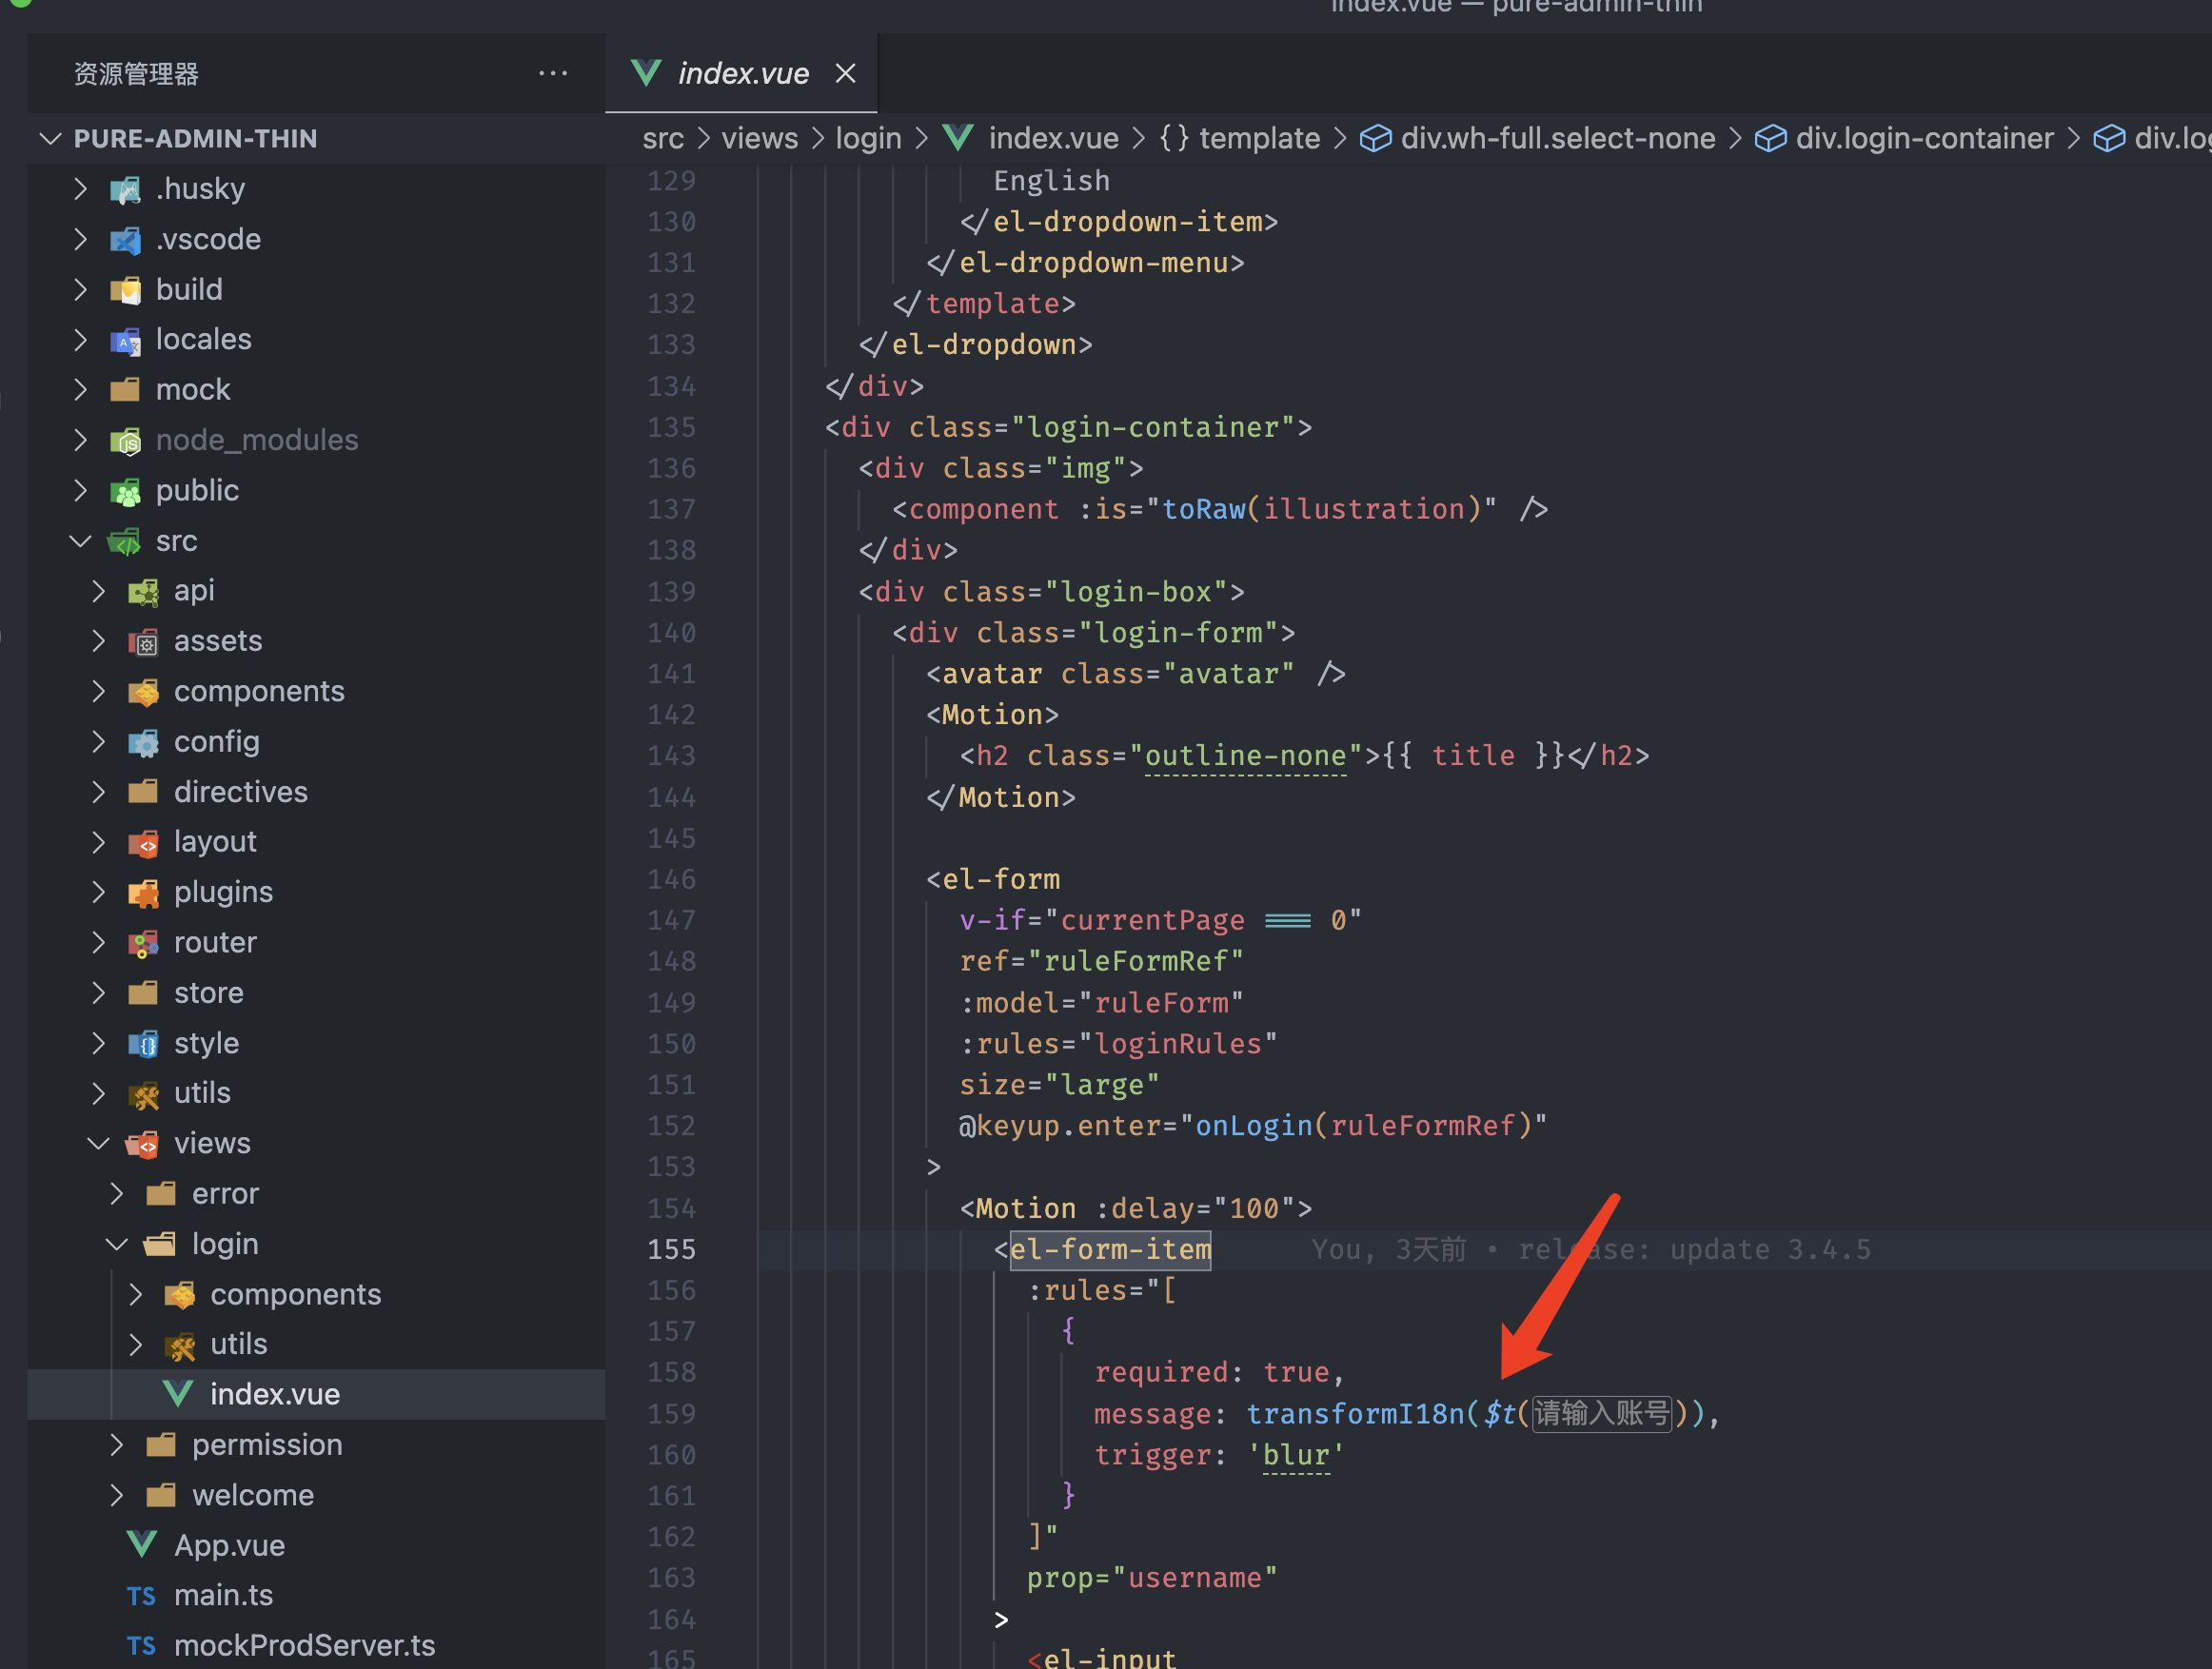 index.vue — pure-admin-thin
资源管理器
···
index.vue
PURE-ADMIN-THIN
.husky
.vscode
build
locales
mock
node_modules
public
src
api
assets
components
config
directives
layout
plugins
router
store
style
utils
views
error
login
components
utils
index.vue
permission
welcome
App.vue
TS main.ts
TS mockProdServer.ts
src > views > login > index.vue > {} template > div.wh-full.select-none > div.login-container > div.log
129 English
130 </el-dropdown-item>
131 </el-dropdown-menu>
132 </template>
133 </el-dropdown>
134 </div>
135 <div class="login-container">
136 <div class="img">
137 <component :is="toRaw(illustration)" />
138 </div>
139 <div class="login-box">
140 <div class="login-form">
141 <avatar class="avatar" />
142 <Motion>
143 <h2 class="outline-none">{{ title }}</h2>
144 </Motion>
145
146 <el-form
147 v-if="currentPage === 0"
148 ref="ruleFormRef"
149 :model="ruleForm"
150 :rules="loginRules"
151 size="large"
152 @keyup.enter="onLogin(ruleFormRef)"
153 >
154 <Motion :delay="100">
155 <el-form-item You, 3天前 • release: update 3.4.5
156 :rules="[
157 {
158 required: true,
159 message: transformI18n($t(请输入账号)),
160 trigger: 'blur'
161 }
162 ]"
163 prop="username"
164 >
165 <el-input